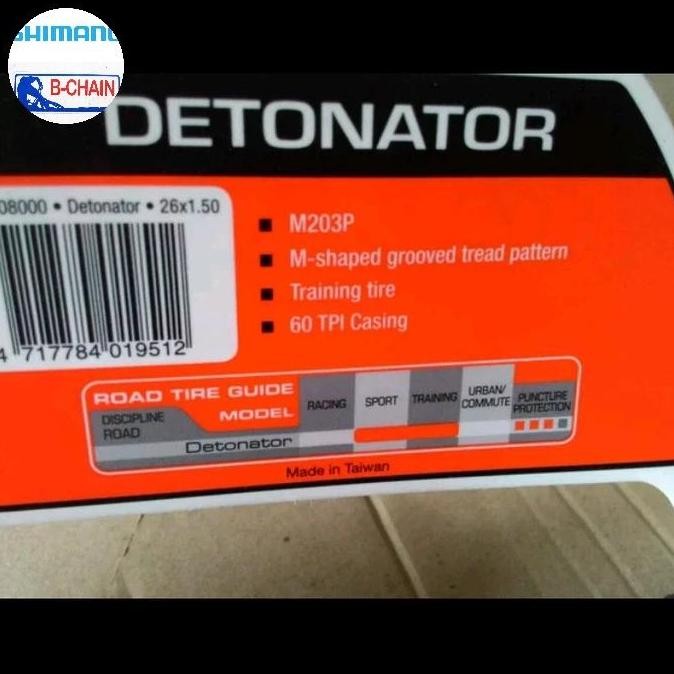 SHIMANO
B-CHAIN
DETONATOR
08000 • Detonator • 26x1.50
4 717784 019512
M203P
M-shaped grooved tread pattern
Training tire
60 TPI Casing
ROAD TIRE GUIDE
MODEL
DISCIPLINE
ROAD
RACING
SPORT
TRAINING
URBAN/
COMMUTE
PUNCTURE
PROTECTION
Detonator
Made in Taiwan